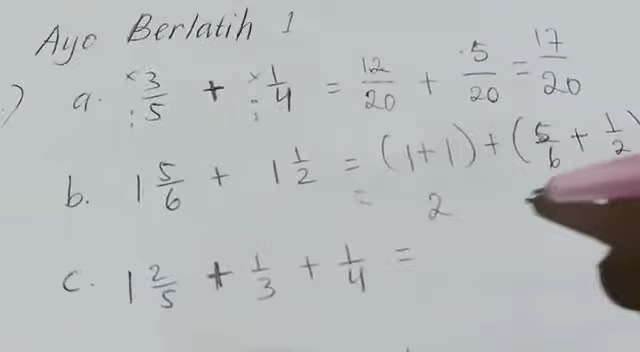 Ayo Berlatih 1
) a. × 3/5 : + × 1/4 : = 12/20 + 5/20 = 17/20
b. 1 5/6 + 1 1/2 = (1+1) + (5/6 + 1/2)
= 2
c. 1 2/5 + 1/3 + 1/4 =